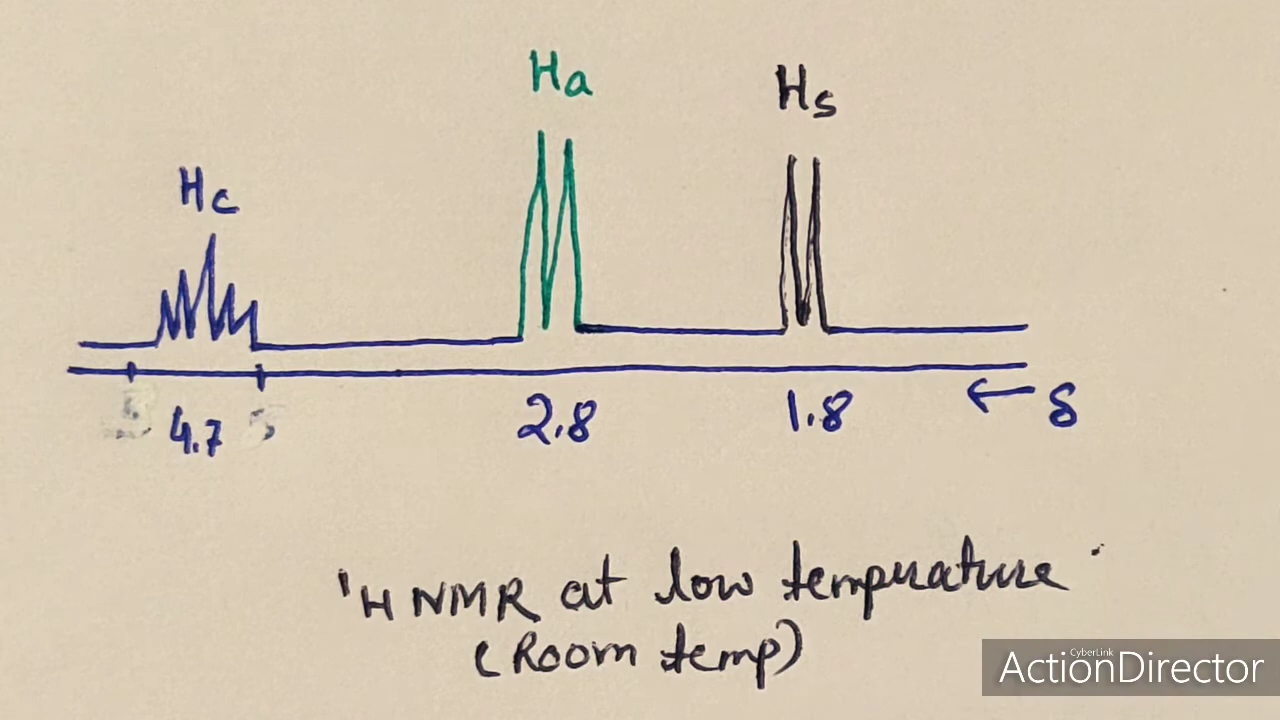 Ha
Hs
Hc
4.7
2.8
1.8
← δ
¹H NMR at low temperature
(Room temp)
CyberLink
ActionDirector